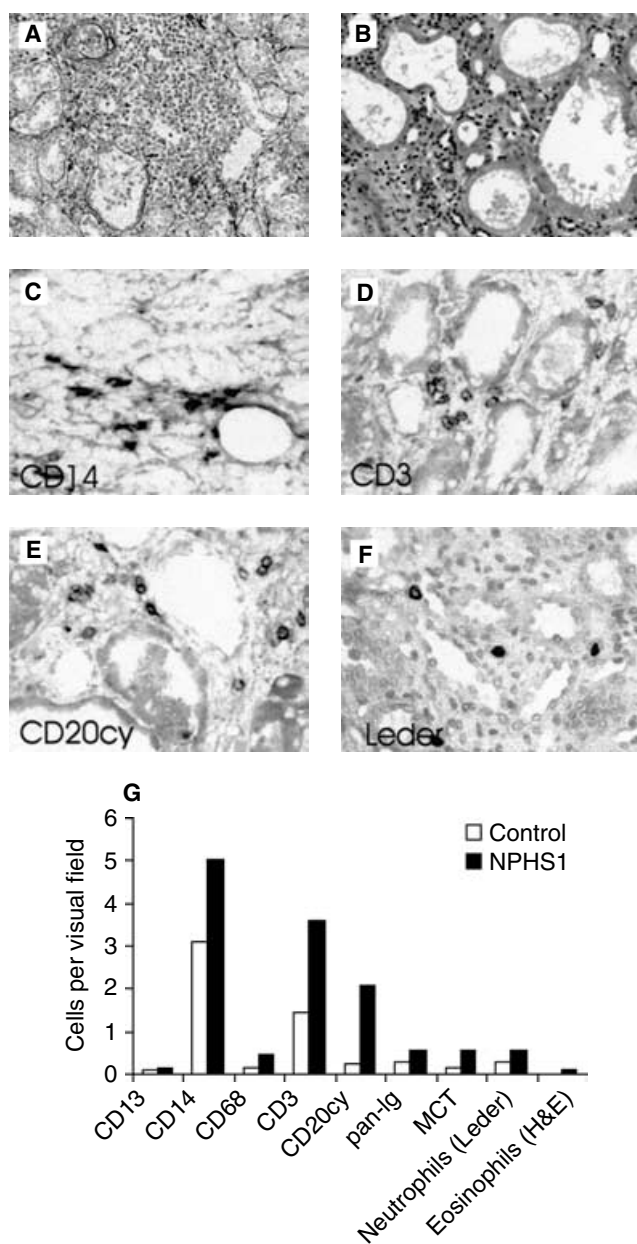 A
B
C
CD14
D
CD3
E
CD20cy
F
Leder
G
6
5
4
3
2
1
0
Cells per visual field
Control
NPHS1
CD13
CD14
CD68
CD3
CD20cy
pan-Ig
MCT
Neutrophils (Leder)
Eosinophils (H&E)